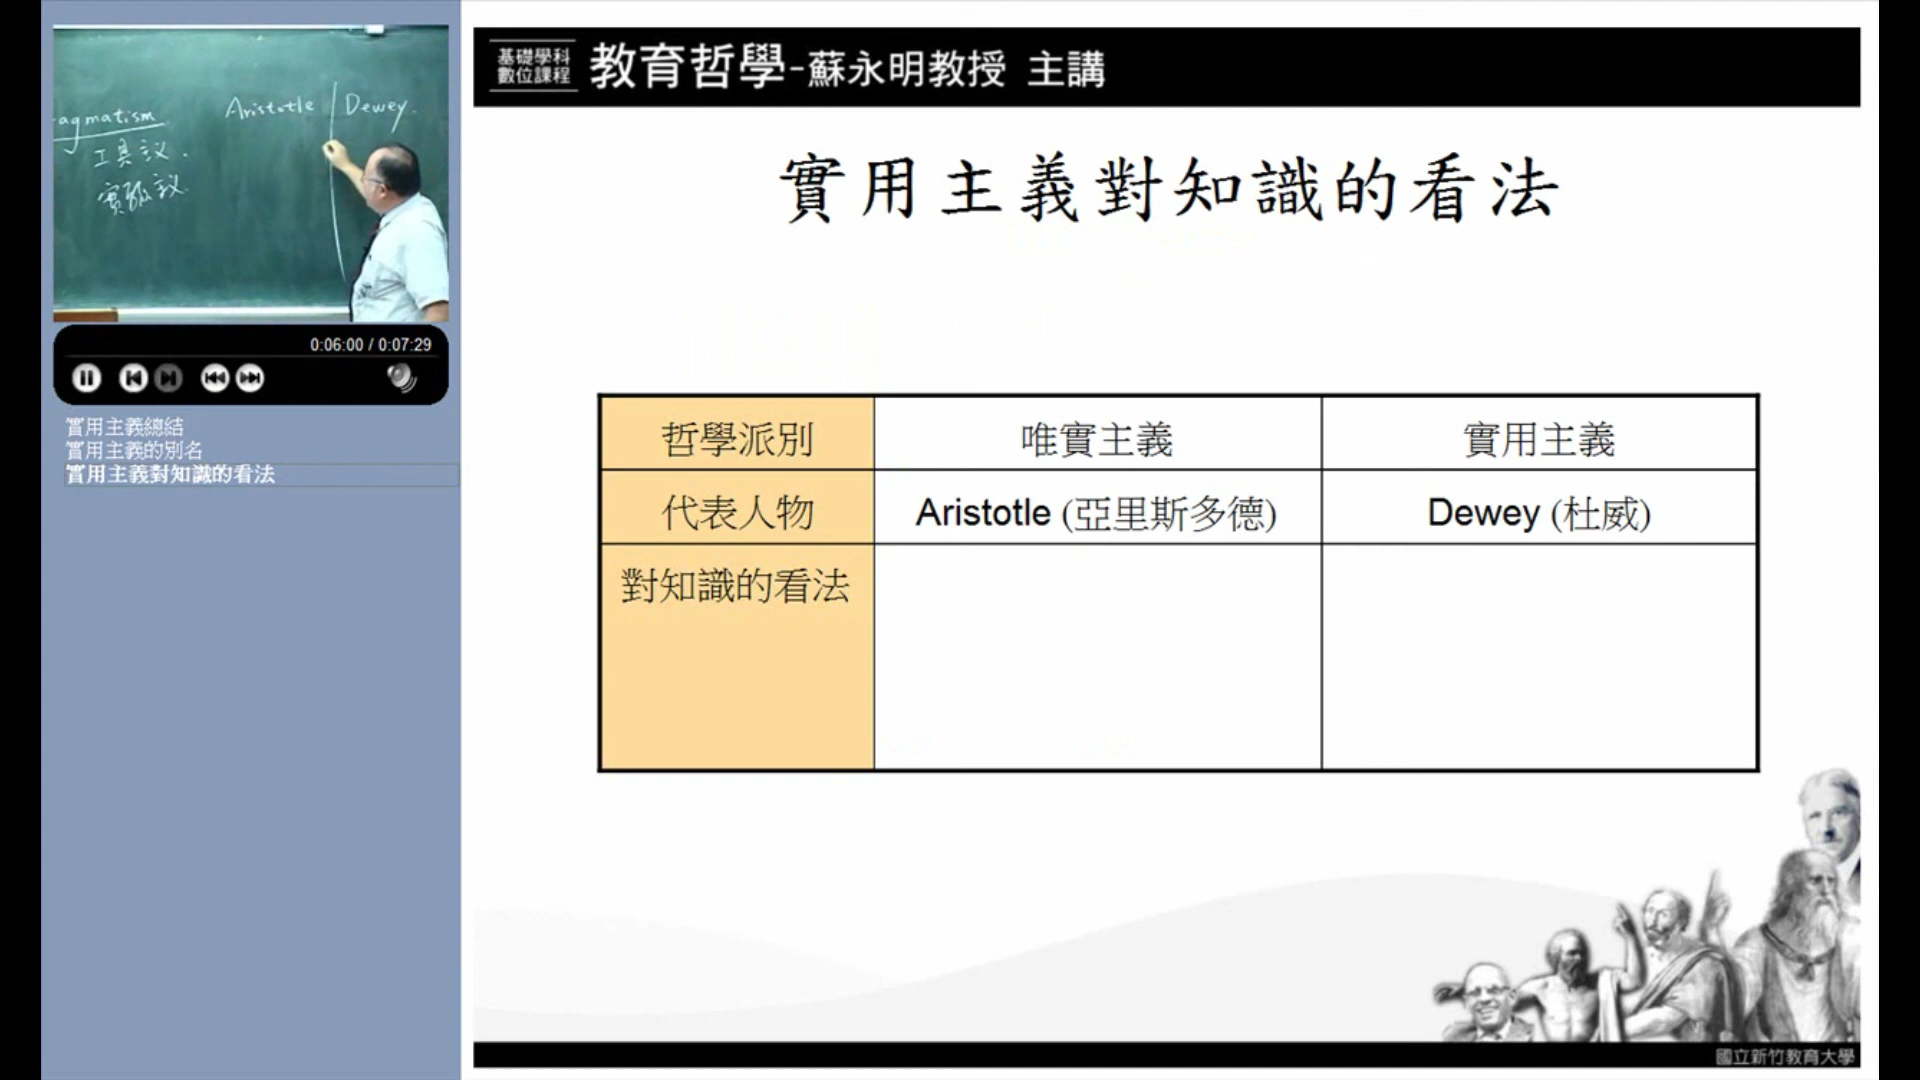 agmatism
工具議.
實驗議.
Aristotle
Dewey.
0:06:00 / 0:07:29
實用主義總結
實用主義的別名
實用主義對知識的看法
基礎學科
數位課程
教育哲學-蘇永明教授 主講
實用主義對知識的看法
哲學派別 唯實主義 實用主義
代表人物 Aristotle (亞里斯多德) Dewey (杜威)
對知識的看法
國立新竹教育大學